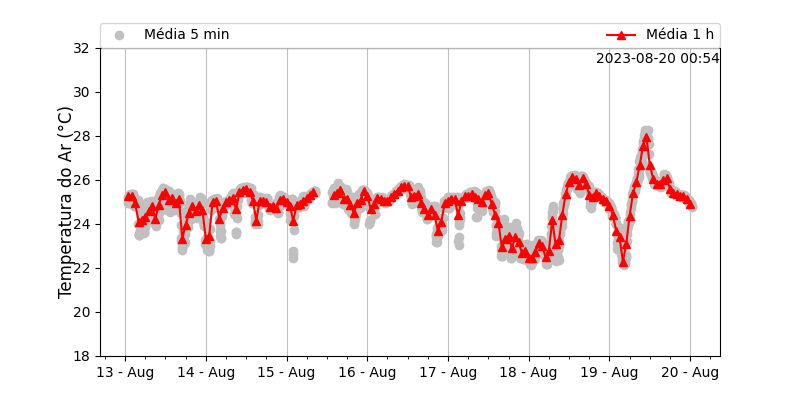 Média 5 min
Média 1 h
2023-08-20 00:54
Temperatura do Ar (°C)
32
30
28
26
24
22
20
18
13 - Aug
14 - Aug
15 - Aug
16 - Aug
17 - Aug
18 - Aug
19 - Aug
20 - Aug